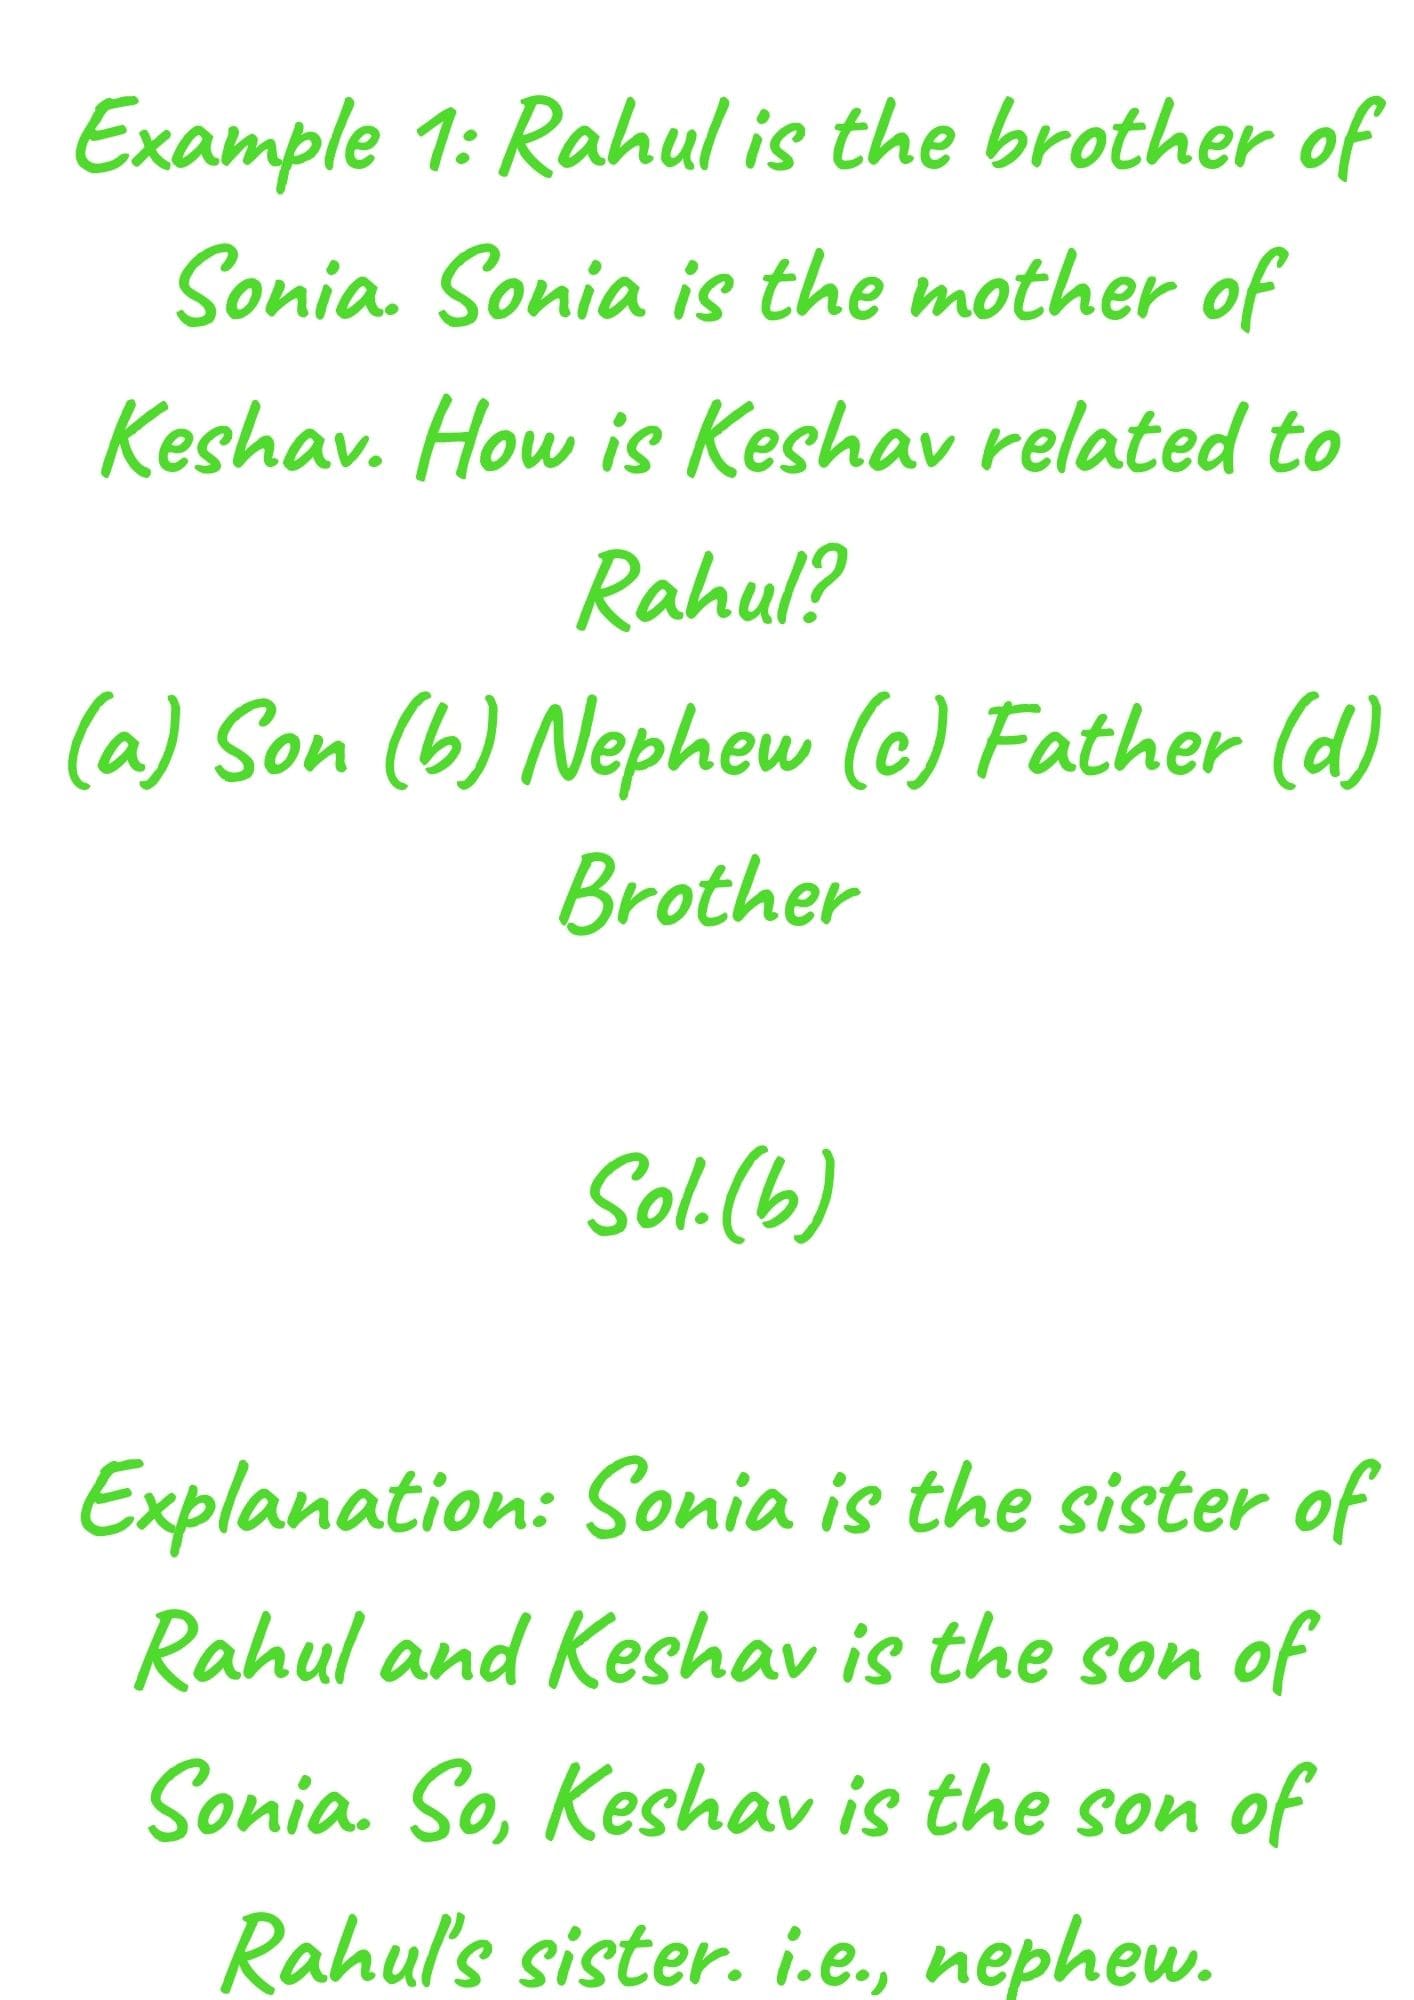 Example 1: Rahul is the brother of
Sonia. Sonia is the mother of
Keshav. How is Keshav related to
Rahul?
(a) Son (b) Nephew (c) Father (d)
Brother
Sol.(b)
Explanation: Sonia is the sister of
Rahul and Keshav is the son of
Sonia. So, Keshav is the son of
Rahul's sister. i.e., nephew.